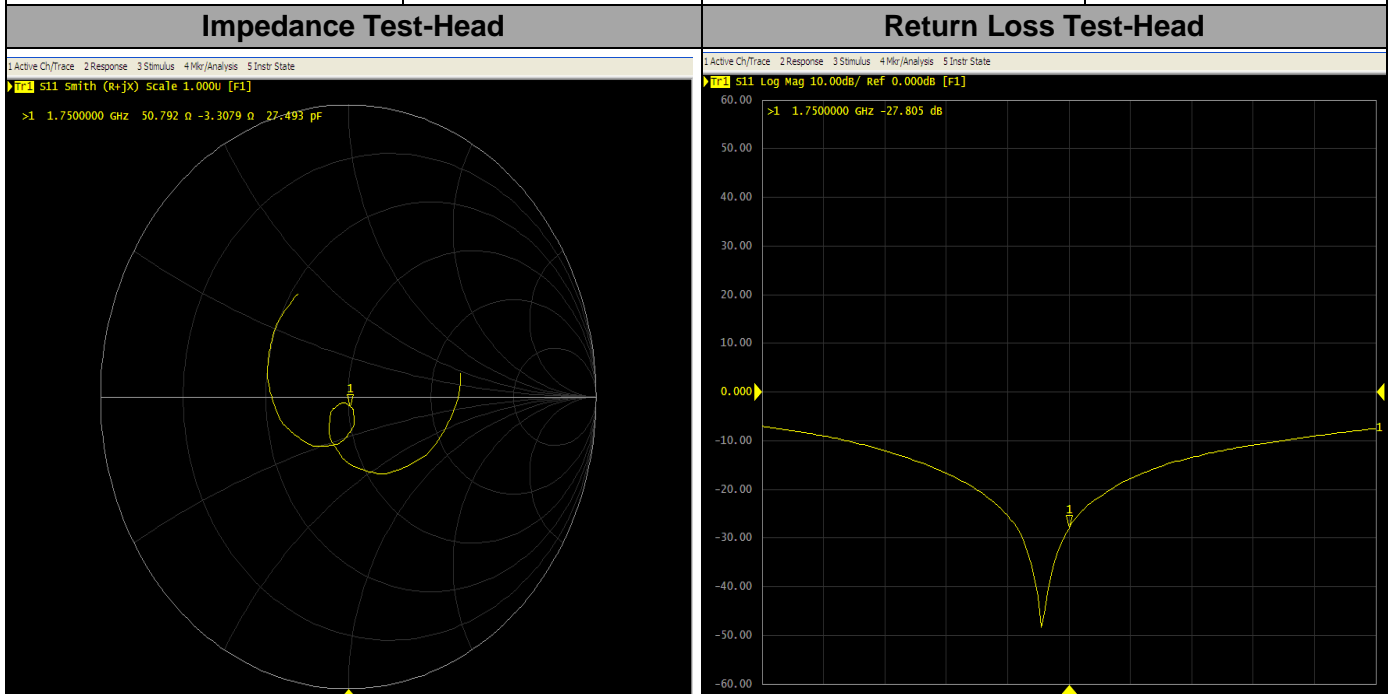 Impedance Test-Head
Return Loss Test-Head
1 Active Ch/Trace 2 Response 3 Stimulus 4 Mkr/Analysis 5 Instr State
Tr1 S11 Smith (R+jX) Scale 1.000U [F1]
>1 1.7500000 GHz 50.792 Ω -3.3079 Ω 27.493 pF
1
1 Active Ch/Trace 2 Response 3 Stimulus 4 Mkr/Analysis 5 Instr State
Tr1 S11 Log Mag 10.00dB/ Ref 0.000dB [F1]
60.00
>1 1.7500000 GHz -27.805 dB
50.00
40.00
30.00
20.00
10.00
0.000
-10.00
1
-20.00
1
-30.00
-40.00
-50.00
-60.00